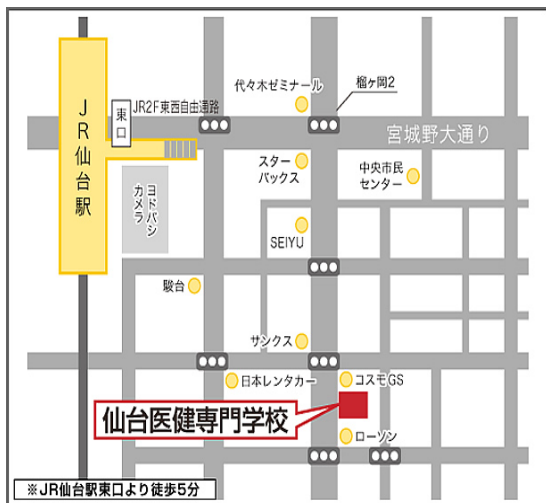 代々木ゼミナール
榴ヶ岡2
JR2F東西自由通路
東口
宮城野大通り
JR仙台駅
スター
バックス
中央市民
センター
ヨドバシ
カメラ
SEIYU
駿台
サンクス
日本レンタカー
コスモGS
仙台医健専門学校
ローソン
※JR仙台駅東口より徒歩5分